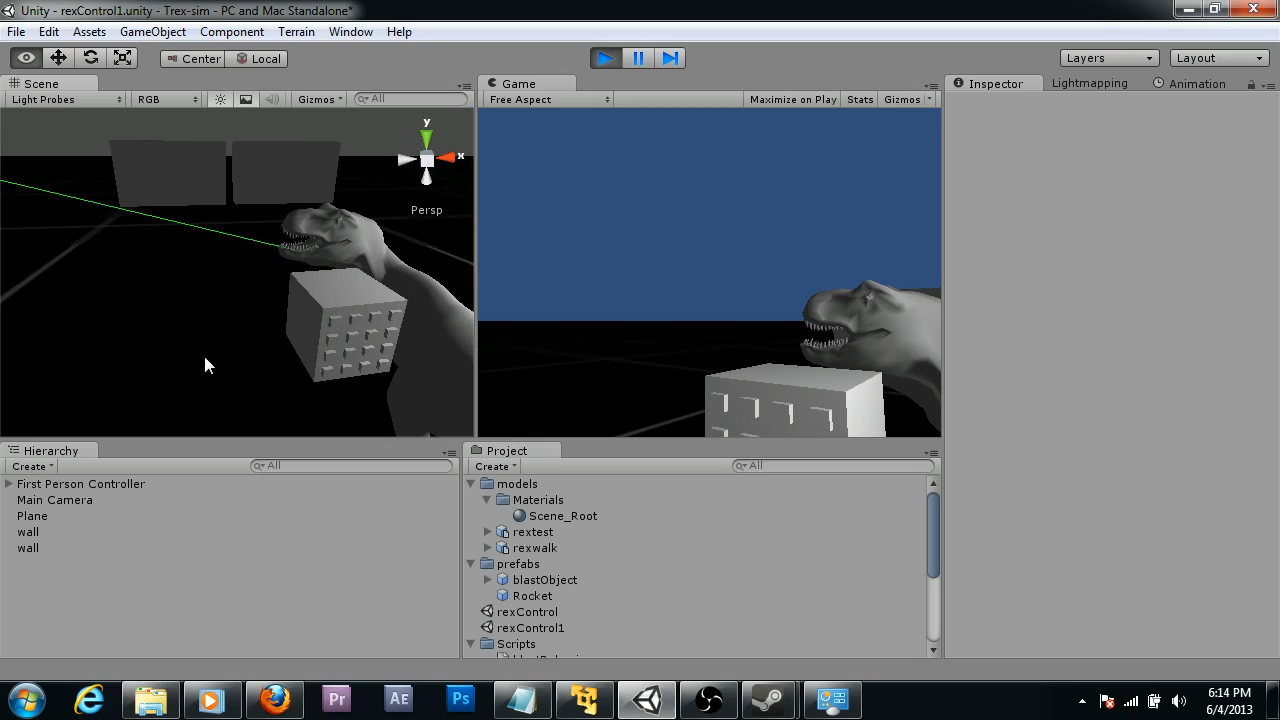 Unity - rexControl1.unity - Trex-sim - PC and Mac Standalone*
File Edit Assets GameObject Component Terrain Window Help
Center Local Layers Layout
Scene Game Inspector Lightmapping Animation
Light Probes RGB Gizmos All Free Aspect Maximize on Play Stats Gizmos
y
x
Persp
Hierarchy Project
Create All Create All
First Person Controller
Main Camera
Plane
wall
wall
models
Materials
Scene_Root
rextest
rexwalk
prefabs
blastObject
Rocket
rexControl
rexControl1
Scripts
Pr Ae Ps
6:14 PM
6/4/2013